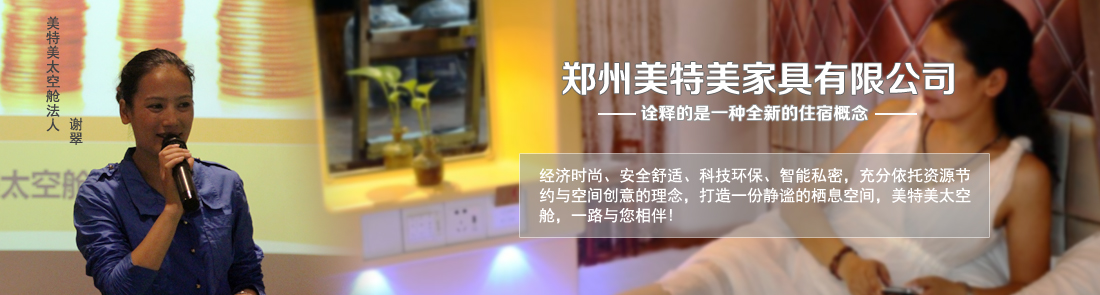 美特美太空舱法人
谢翠
太空舱
郑州美特美家具有限公司
诠释的是一种全新的住宿概念
经济时尚、安全舒适、科技环保、智能私密，充分依托资源节
约与空间创意的理念，打造一份静谧的栖息空间，美特美太空
舱，一路与您相伴！